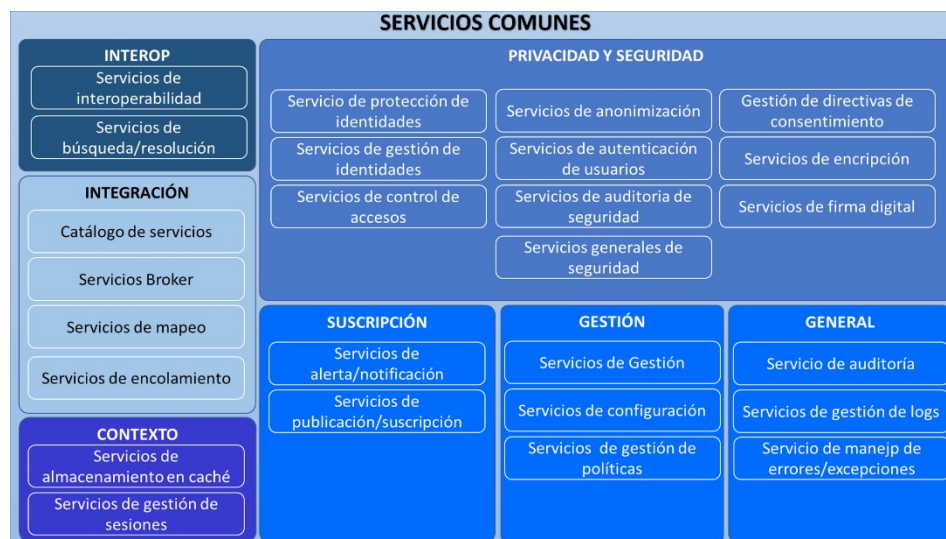 SERVICIOS COMUNES
INTEROP
Servicios de
interoperabilidad
Servicios de
búsqueda/resolución
INTEGRACIÓN
Catálogo de servicios
Servicios Broker
Servicios de mapeo
Servicios de encolamiento
CONTEXTO
Servicios de
almacenamiento en caché
Servicios de gestión de
sesiones
PRIVACIDAD Y SEGURIDAD
Servicio de protección de
identidades
Servicios de gestión de
identidades
Servicios de control de
accesos
Servicios de anonimización
Servicios de autenticación
de usuarios
Servicios de auditoria de
seguridad
Servicios generales de
seguridad
Gestión de directivas de
consentimiento
Servicios de encripción
Servicios de firma digital
SUSCRIPCIÓN
Servicios de
alerta/notificación
Servicios de
publicación/suscripción
GESTIÓN
Servicios de Gestión
Servicios de configuración
Servicios de gestión de
políticas
GENERAL
Servicio de auditoría
Servicios de gestión de logs
Servicio de manejp de
errores/excepciones